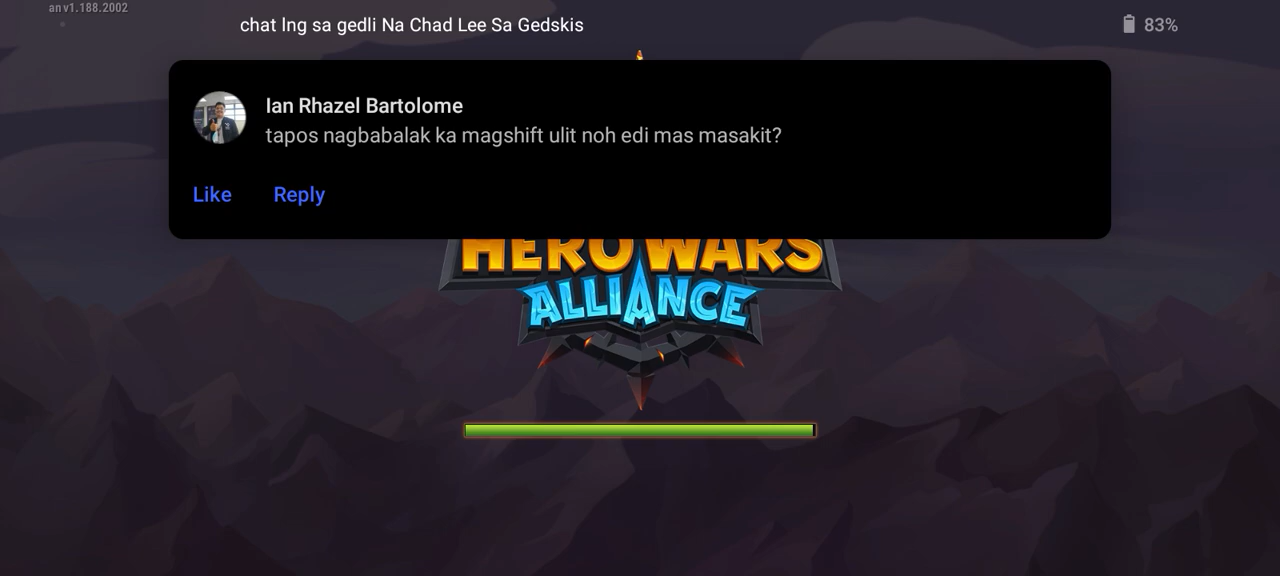 an v1.188.2002
chat lng sa gedli Na Chad Lee Sa Gedskis
83%
Ian Rhazel Bartolome
tapos nagbabalak ka magshift ulit noh edi mas masakit?
Like Reply
HERO WARS
ALLIANCE